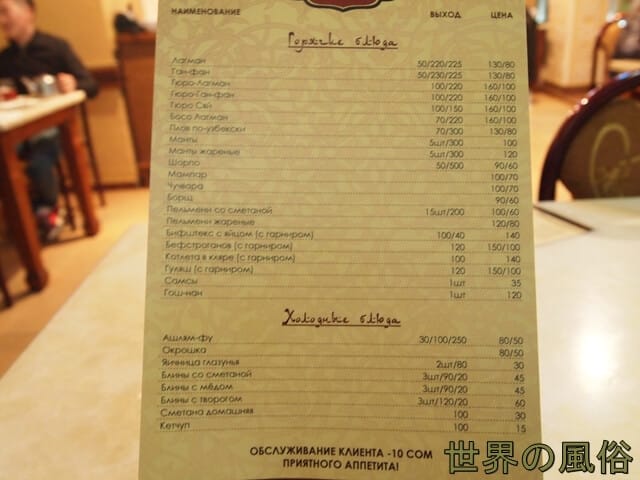 НАИМЕНОВАНИЕ ВЫХОД ЦЕНА
Горячие блюда
Лагман 50/220/225 130/80
Ган-фан 50/230/225 130/80
Гюро-Лагман 100/220 160/100
Гюро-Ган-фан 100/220 160/100
Гюро Сяй 100/150 160/100
Босо Лагман 70/220 160/100
Плов по-узбекски 70/300 130/80
Манты 5шт/300 100
Манты жареные 5шт/300 120
Шорпо 50/500 90/60
Мампар 100/70
Чучвара 100/70
Борщ 90/60
Пельмени со сметаной 15шт/200 100/60
Пельмени жареные 120/80
Бифштекс с яйцом (с гарниром) 100/40 140
Бефстроганов (с гарниром) 120 150/100
Котлета в кляре (с гарниром) 100 140
Гуляш (с гарниром) 120 150/100
Самсы 1шт 35
Гош-нан 1шт 120
Холодные блюда
Ашлям-фу 30/100/250 80/50
Окрошка 80/50
Яичница глазунья 2шт/80 30
Блины со сметаной 3шт/90/20 45
Блины с мёдом 3шт/90/20 45
Блины с творогом 3шт/120/20 60
Сметана домашняя 100 30
Кетчуп 100 15
ОБСЛУЖИВАНИЕ КЛИЕНТА -10 СОМ
ПРИЯТНОГО АППЕТИТА!
世界の風俗